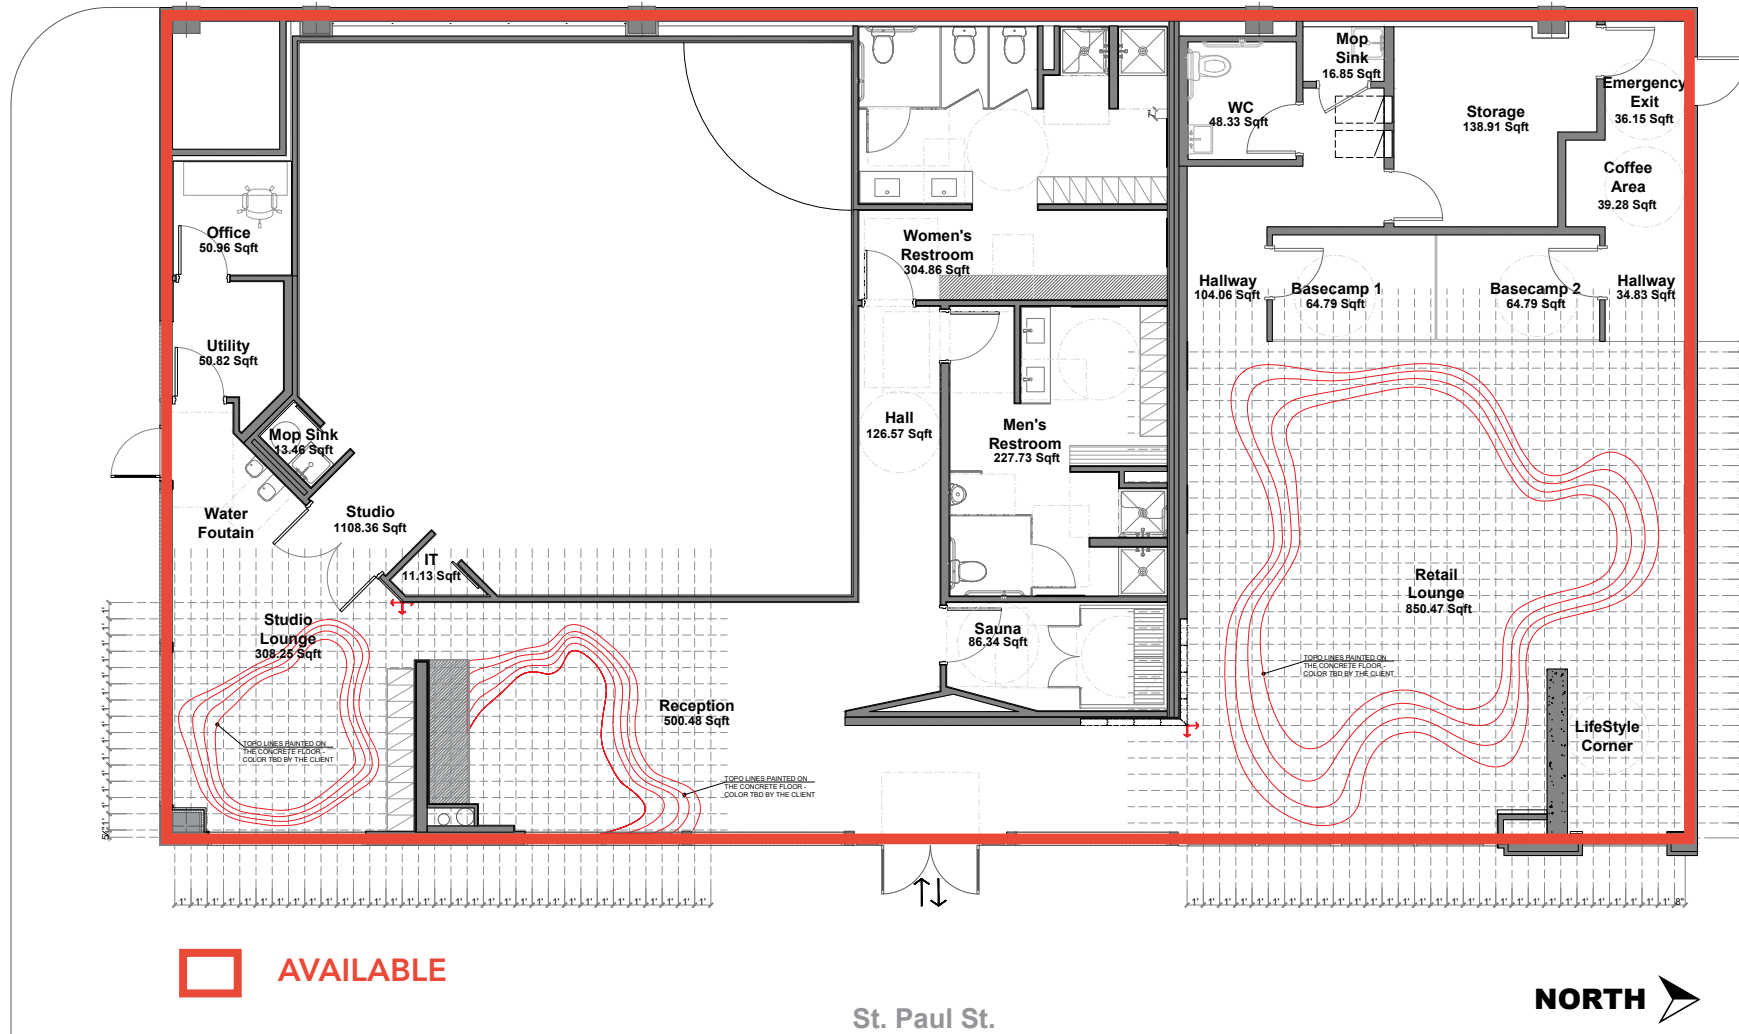 Mop
Sink
16.85 Sqft
WC
48.33 Sqft
Storage
138.91 Sqft
Emergency
Exit
36.15 Sqft
Coffee
Area
39.28 Sqft
Office
50.96 Sqft
Women's
Restroom
304.86 Sqft
Hallway
104.06 Sqft
Basecamp 1
64.79 Sqft
Basecamp 2
64.79 Sqft
Hallway
34.83 Sqft
Utility
50.82 Sqft
Mop Sink
13.46 Sqft
Hall
126.57 Sqft
Men's
Restroom
227.73 Sqft
Water
Foutain
Studio
1108.36 Sqft
IT
11.13 Sqft
Retail
Lounge
850.47 Sqft
Studio
Lounge
308.25 Sqft
Sauna
86.34 Sqft
TOPO LINES PAINTED ON
THE CONCRETE FLOOR -
COLOR TBD BY THE CLIENT
Reception
500.48 Sqft
LifeStyle
Corner
TOPO LINES PAINTED ON
THE CONCRETE FLOOR -
COLOR TBD BY THE CLIENT
TOPO LINES PAINTED ON
THE CONCRETE FLOOR -
COLOR TBD BY THE CLIENT
AVAILABLE
NORTH
St. Paul St.